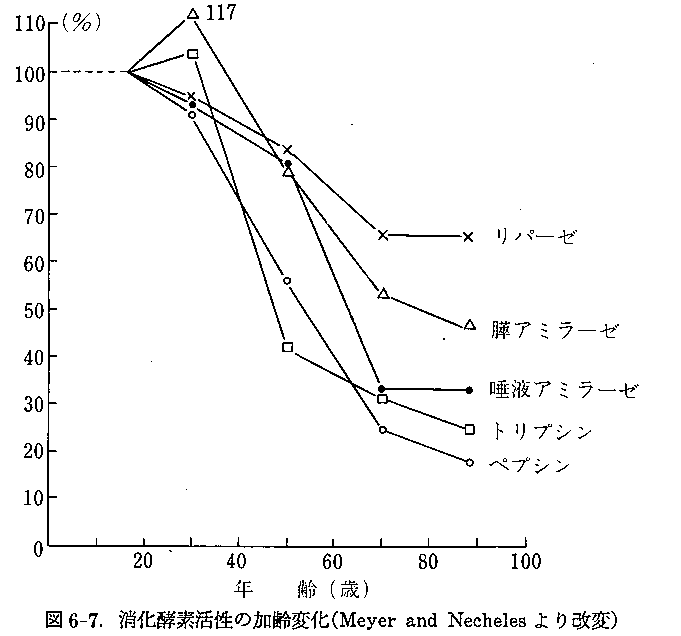 110 (%)
117
100
90
80
70
60
50
40
30
20
10
0
リパーゼ
膵アミラーゼ
唾液アミラーゼ
トリプシン
ペプシン
20 40 60 80 100
年 齢(歳)
図6-7. 消化酵素活性の加齢変化(Meyer and Necheles より改変)